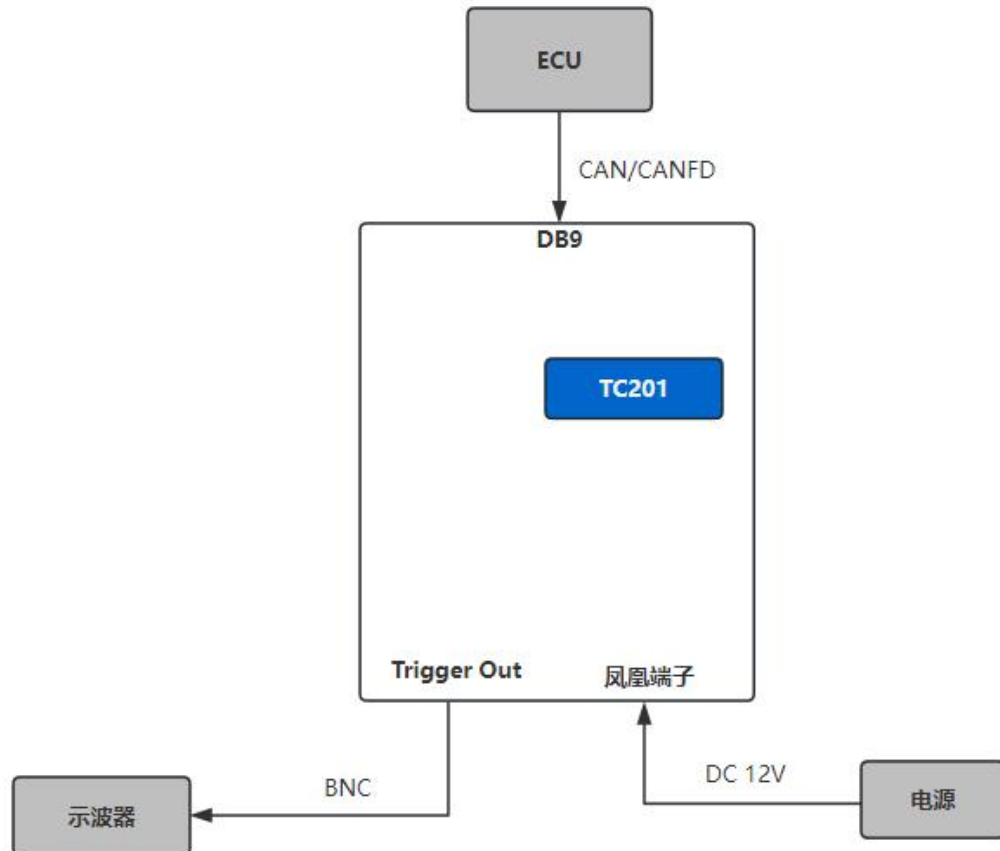 ECU
CAN/CANFD
DB9
TC201
Trigger Out
凤凰端子
BNC
DC 12V
示波器
电源